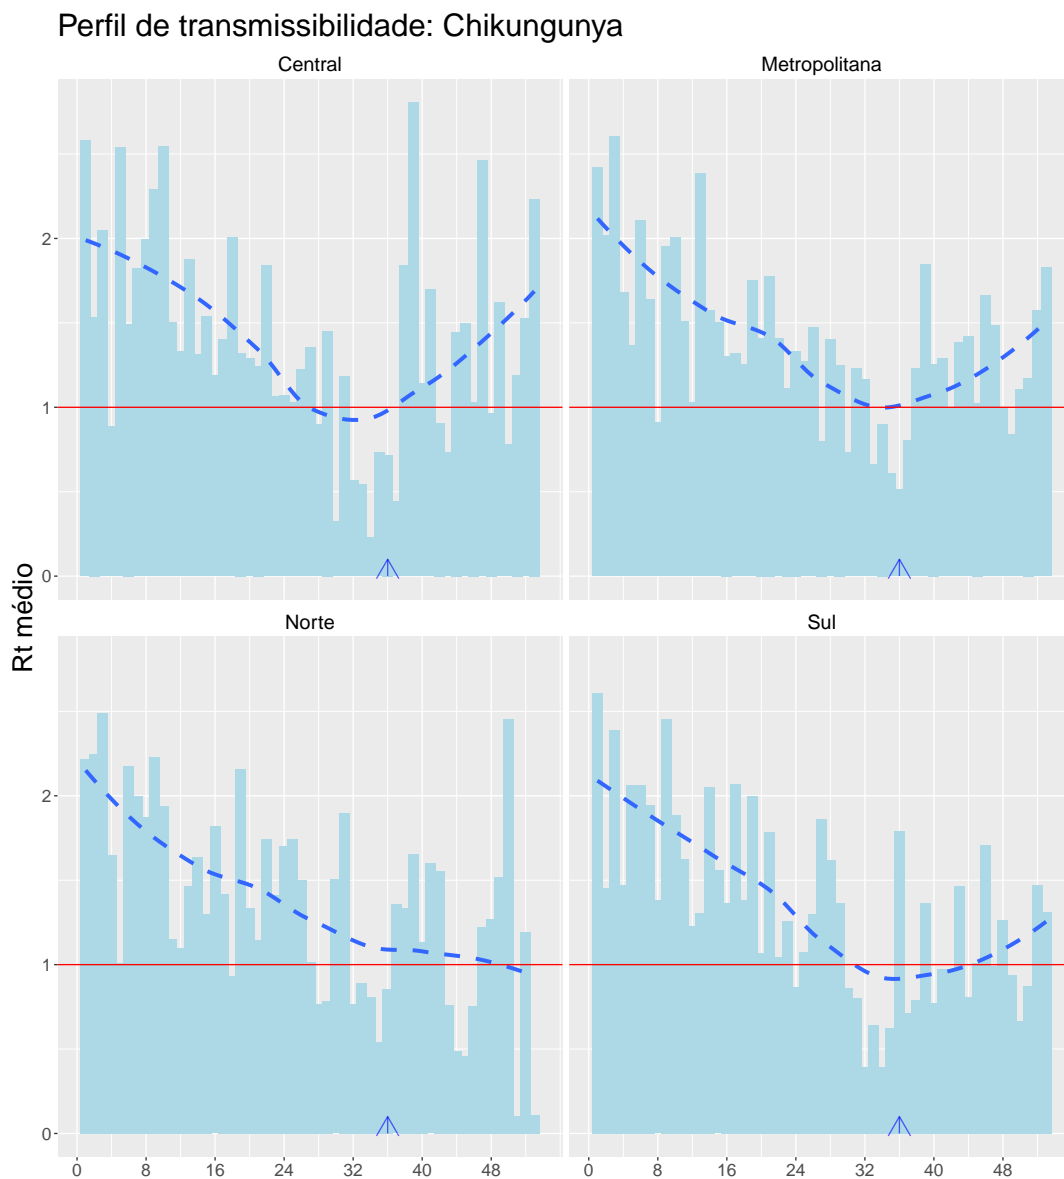 Perfil de transmissibilidade: Chikungunya
Central
Metropolitana
2
1
0
Rt médio
Norte
Sul
2
1
0
0 8 16 24 32 40 48
0 8 16 24 32 40 48